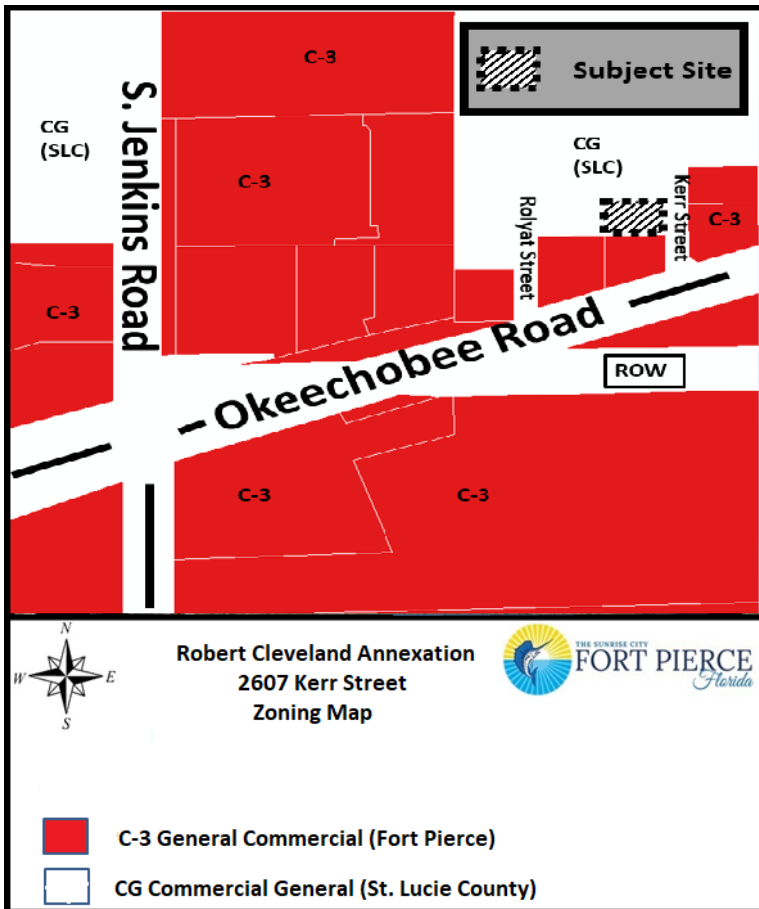 C-3
Subject Site
S. Jenkins Road
CG
(SLC)
CG
(SLC)
C-3
Kerr Street
Rolyat Street
C-3
C-3
Okeechobee Road
ROW
C-3
C-3
N
W
E
S
Robert Cleveland Annexation
2607 Kerr Street
Zoning Map
THE SUNRISE CITY
FORT PIERCE
Florida
C-3 General Commercial (Fort Pierce)
CG Commercial General (St. Lucie County)